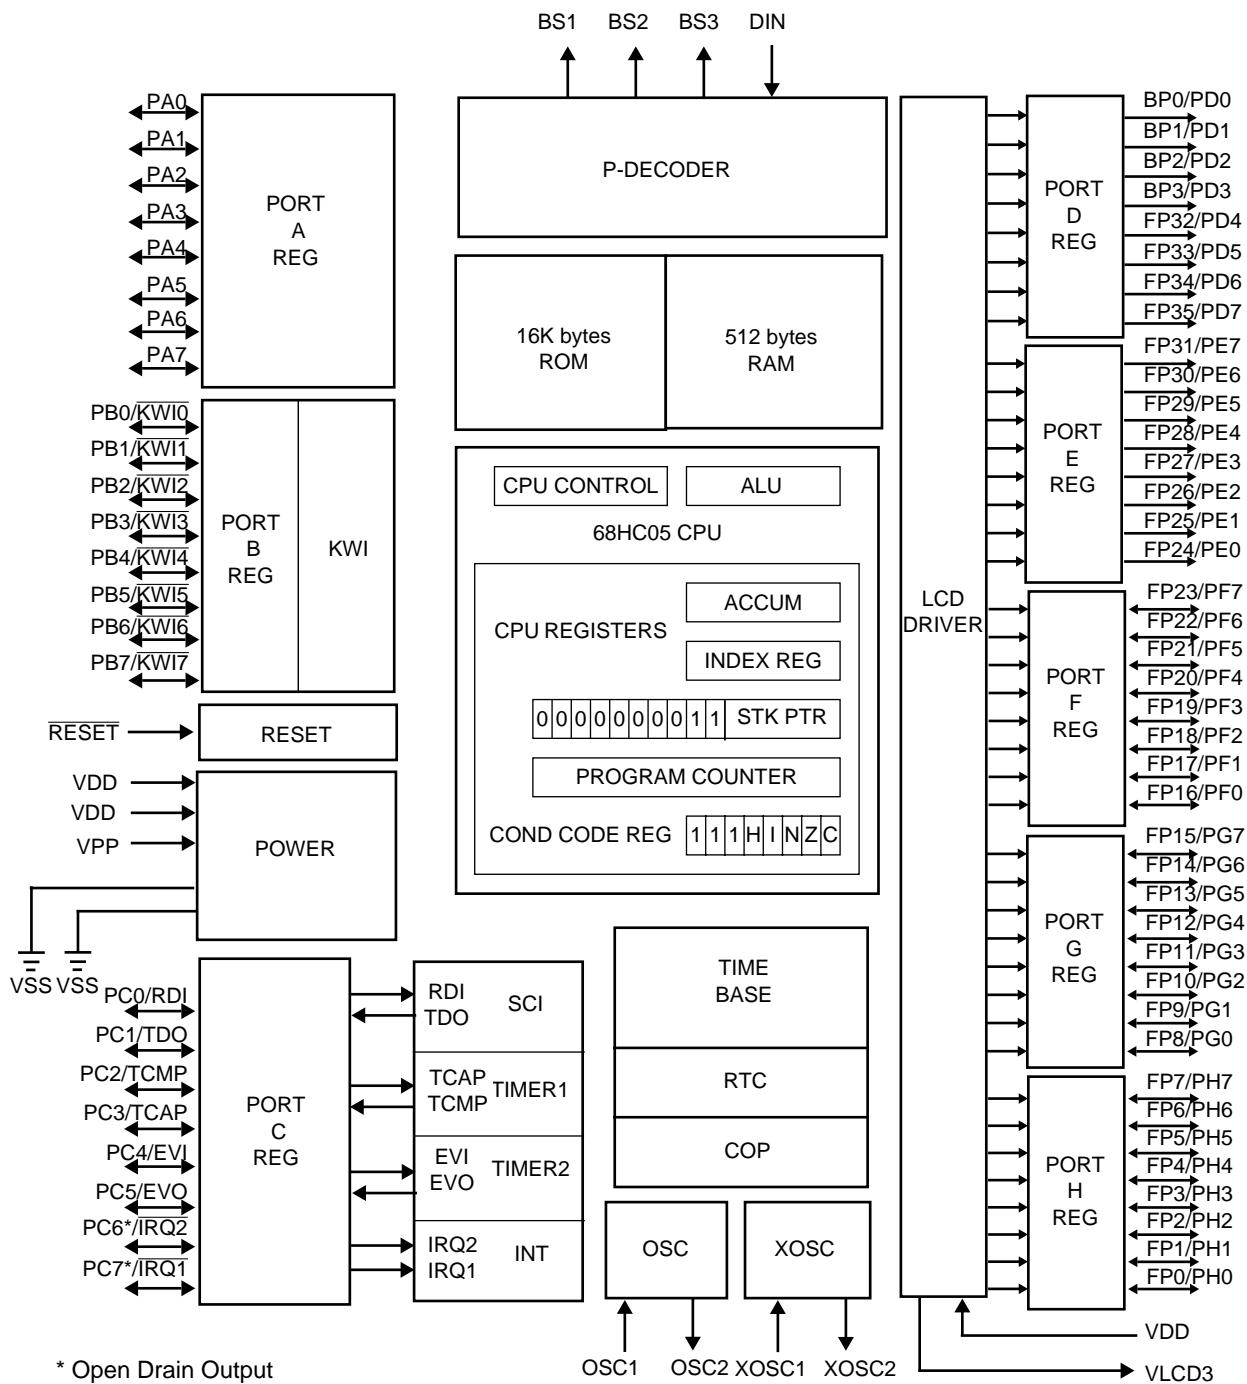 BS1 BS2 BS3 DIN
PA0
PA1
PA2
PA3
PA4
PA5
PA6
PA7
PORT
A
REG
P-DECODER
16K bytes
ROM
512 bytes
RAM
PB0/KWI0
PB1/KWI1
PB2/KWI2
PB3/KWI3
PB4/KWI4
PB5/KWI5
PB6/KWI6
PB7/KWI7
PORT
B
REG
KWI
RESET
RESET
VDD
VDD
VPP
POWER
VSS VSS
CPU CONTROL
ALU
68HC05 CPU
CPU REGISTERS
ACCUM
INDEX REG
0 0 0 0 0 0 0 0 1 1 STK PTR
PROGRAM COUNTER
COND CODE REG 1 1 1 H I N Z C
PC0/RDI
PC1/TDO
PC2/TCMP
PC3/TCAP
PC4/EVI
PC5/EVO
PC6*/IRQ2
PC7*/IRQ1
PORT
C
REG
RDI
TDO
SCI
TCAP
TCMP
TIMER1
EVI
EVO
TIMER2
IRQ2
IRQ1
INT
TIME
BASE
RTC
COP
OSC
XOSC
OSC1 OSC2 XOSC1 XOSC2
LCD
DRIVER
PORT
D
REG
BP0/PD0
BP1/PD1
BP2/PD2
BP3/PD3
FP32/PD4
FP33/PD5
FP34/PD6
FP35/PD7
PORT
E
REG
FP31/PE7
FP30/PE6
FP29/PE5
FP28/PE4
FP27/PE3
FP26/PE2
FP25/PE1
FP24/PE0
PORT
F
REG
FP23/PF7
FP22/PF6
FP21/PF5
FP20/PF4
FP19/PF3
FP18/PF2
FP17/PF1
FP16/PF0
PORT
G
REG
FP15/PG7
FP14/PG6
FP13/PG5
FP12/PG4
FP11/PG3
FP10/PG2
FP9/PG1
FP8/PG0
PORT
H
REG
FP7/PH7
FP6/PH6
FP5/PH5
FP4/PH4
FP3/PH3
FP2/PH2
FP1/PH1
FP0/PH0
VDD
VLCD3
* Open Drain Output